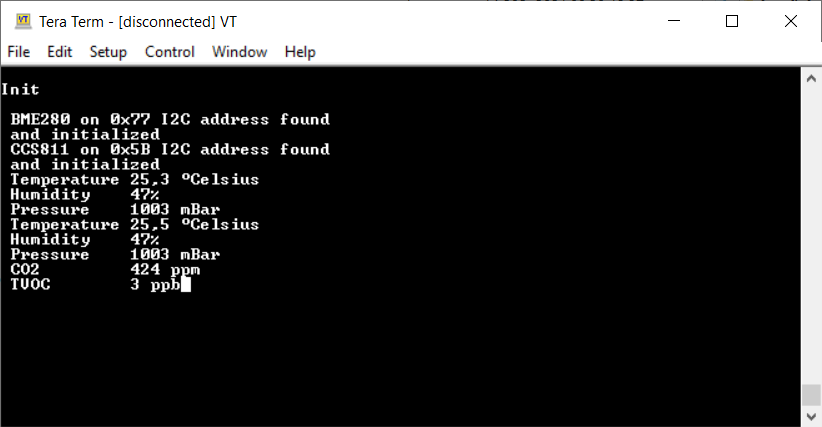 Tera Term - [disconnected] VT
File Edit Setup Control Window Help
Init
BME280 on 0x77 I2C address found
and initialized
CCS811 on 0x5B I2C address found
and initialized
Temperature 25,3 ºCelsius
Humidity 47%
Pressure 1003 mBar
Temperature 25,5 ºCelsius
Humidity 47%
Pressure 1003 mBar
CO2 424 ppm
TVOC 3 ppb